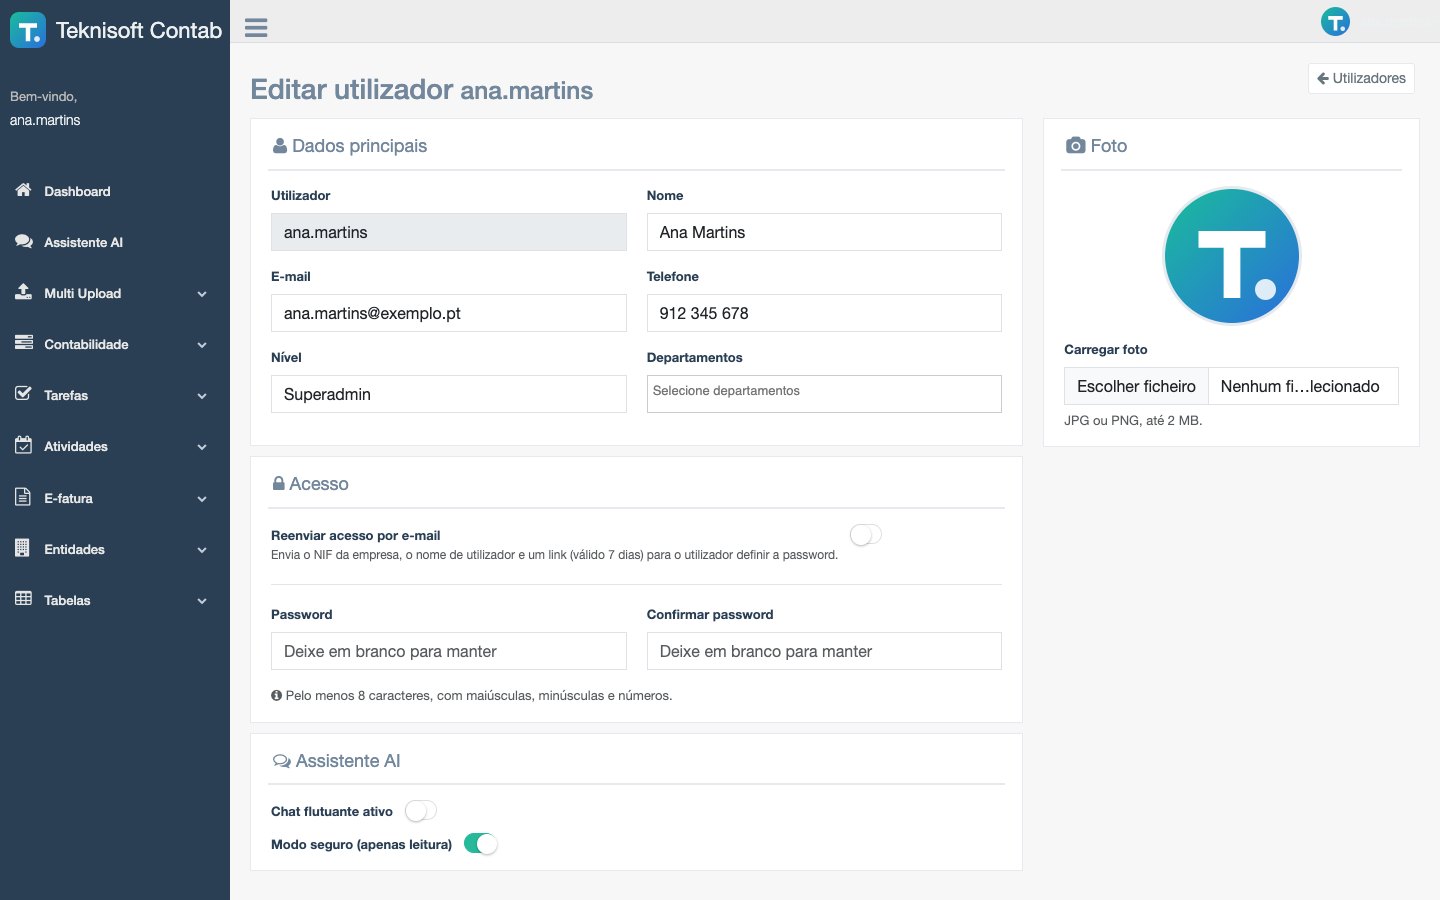 T. Teknisoft Contab
T.
Bem-vindo,
ana.martins
Dashboard
Assistente AI
Multi Upload
Contabilidade
Tarefas
Atividades
E-fatura
Entidades
Tabelas
Editar utilizador ana.martins
Utilizadores
Dados principais
Utilizador
ana.martins
Nome
Ana Martins
E-mail
ana.martins@exemplo.pt
Telefone
912 345 678
Nível
Superadmin
Departamentos
Selecione departamentos
Foto
T.
Carregar foto
Escolher ficheiro Nenhum fi...lecionado
JPG ou PNG, até 2 MB.
Acesso
Reenviar acesso por e-mail
Envia o NIF da empresa, o nome de utilizador e um link (válido 7 dias) para o utilizador definir a password.
Password
Deixe em branco para manter
Confirmar password
Deixe em branco para manter
Pelo menos 8 caracteres, com maiúsculas, minúsculas e números.
Assistente AI
Chat flutuante ativo
Modo seguro (apenas leitura)